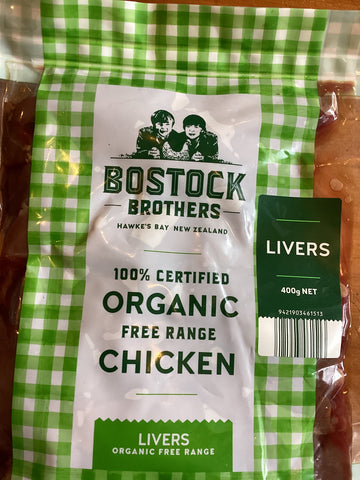 BOSTOCK
BROTHERS
HAWKE'S BAY NEW ZEALAND
100% CERTIFIED
ORGANIC
FREE RANGE
CHICKEN
LIVERS
ORGANIC FREE RANGE
LIVERS
400g NET
9421903461513